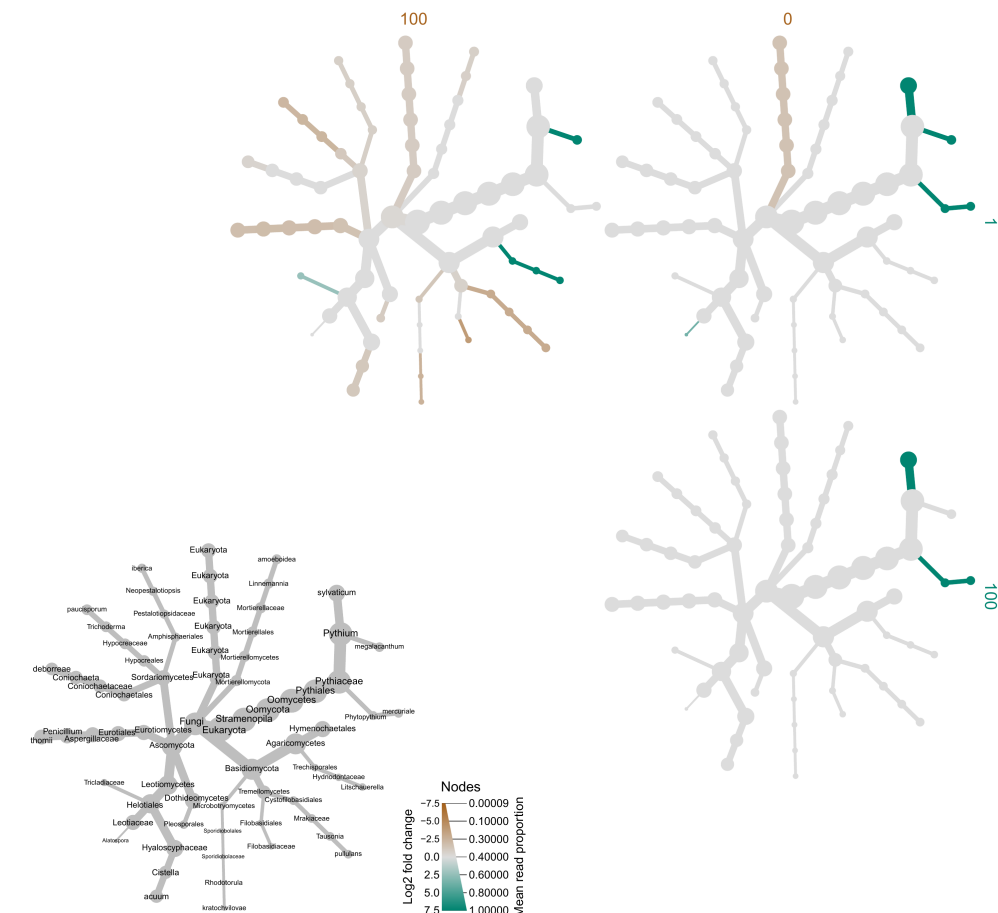 100
0
1
100
Eukaryota
amoeboidea
iberica
Eukaryota
Linnemannia
Neopestalotiopsis
sylvaticum
Eukaryota
Mortierellaceae
paucisporum
Pestalotiopsidaceae
Trichoderma
Eukaryota
Mortierellales
Pythium
Amphisphaeriales
Hypocreaceae
megalacanthum
Eukaryota
Mortierellomycetes
Hypocreales
deborreae
Coniochaeta
Sordariomycetes
Eukaryota
Mortierellomycota
Pythiaceae
Coniochaetaceae
Pythiales
Coniochaetales
Oomycetes
Oomycota
mercuriale
Phytopythium
Stramenopila
Fungi
Eukaryota
Hymenochaetales
Penicillium
Eurotiales
Eurotiomycetes
thomii
Aspergillaceae
Ascomycota
Agaricomycetes
Basidiomycota
Trechisporales
Hydnodontaceae
Litschauerella
Tricladiaceae
Leotiomycetes
Tremellomycetes
Dothideomycetes
Cystofilobasidiales
Helotiales
Microbotryomycetes
Mrakiaceae
Leotiaceae
Pleosporales
Filobasidiales
Sporidiobolales
Tausonia
Alatospora
Hyaloscyphaceae
Filobasidiaceae
pullulans
Sporidiobolaceae
Cistella
Rhodotorula
acuum
kratochvilovae
Nodes
−7.5 0.00009
−5.0 0.10000
−2.5 0.30000
0.0 0.40000
2.5 0.60000
5.0 0.80000
7.5 1.00000
Log2 fold change
Mean read proportion